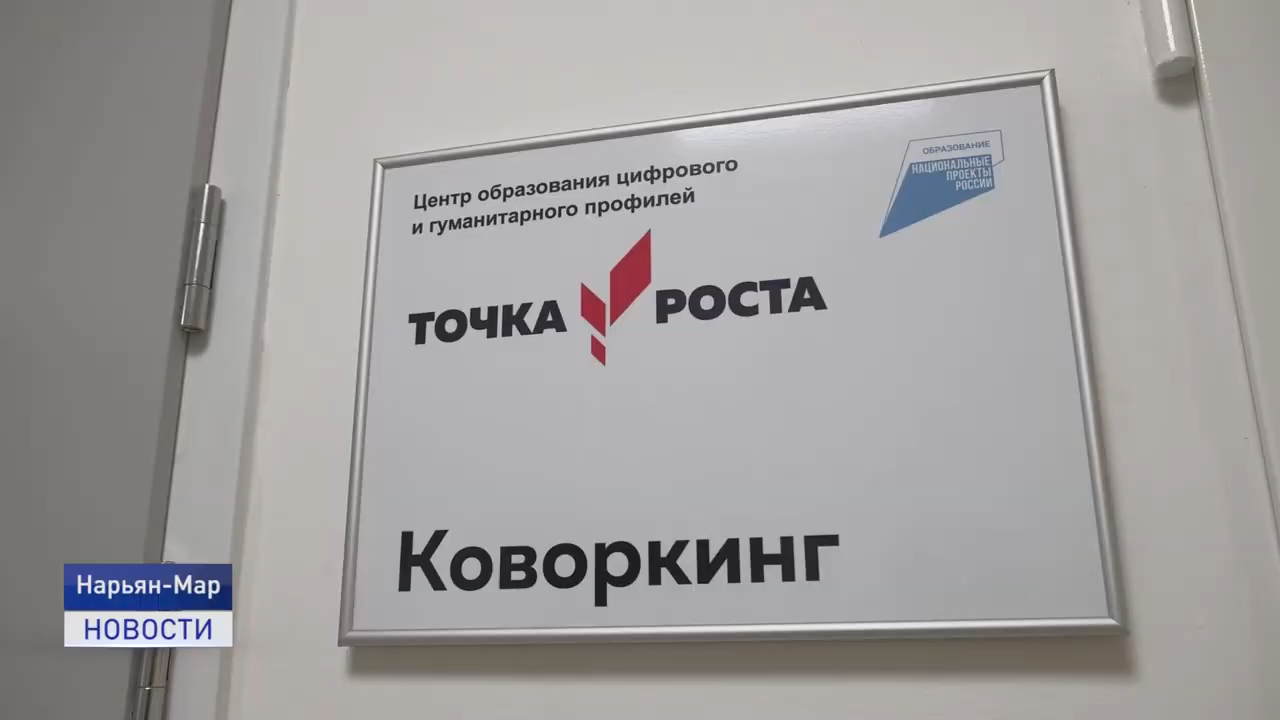 Центр образования цифрового
и гуманитарного профилей
ОБРАЗОВАНИЕ
НАЦИОНАЛЬНЫЕ
ПРОЕКТЫ
РОССИИ
ТОЧКА РОСТА
Коворкинг
Нарьян-Мар
НОВОСТИ